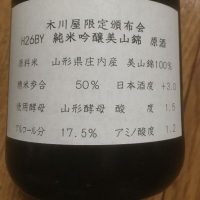 木川屋限定頒布会
H26BY 純米吟醸美山錦 原酒
原料米 山形県庄内産 美山錦100%
精米歩合 50% 日本酒度 +3.0
使用酵母 山形酵母 酸 度 1.5
アルコール分 17.5% アミノ酸度 1.2